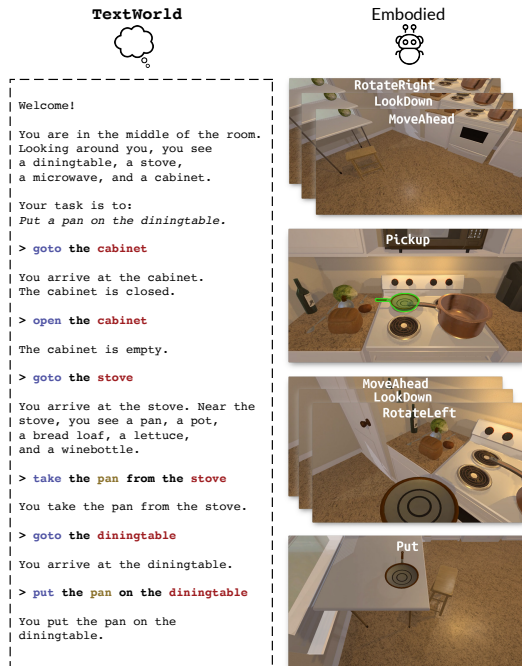 TextWorld
Welcome!
You are in the middle of the room.
Looking around you, you see
a diningtable, a stove,
a microwave, and a cabinet.
Your task is to:
Put a pan on the diningtable.
> goto the cabinet
You arrive at the cabinet.
The cabinet is closed.
> open the cabinet
The cabinet is empty.
> goto the stove
You arrive at the stove. Near the
stove, you see a pan, a pot,
a bread loaf, a lettuce,
and a winebottle.
> take the pan from the stove
You take the pan from the stove.
> goto the diningtable
You arrive at the diningtable.
> put the pan on the diningtable
You put the pan on the
diningtable.
Embodied
RotateRight
LookDown
MoveAhead
Pickup
MoveAhead
LookDown
RotateLeft
Put